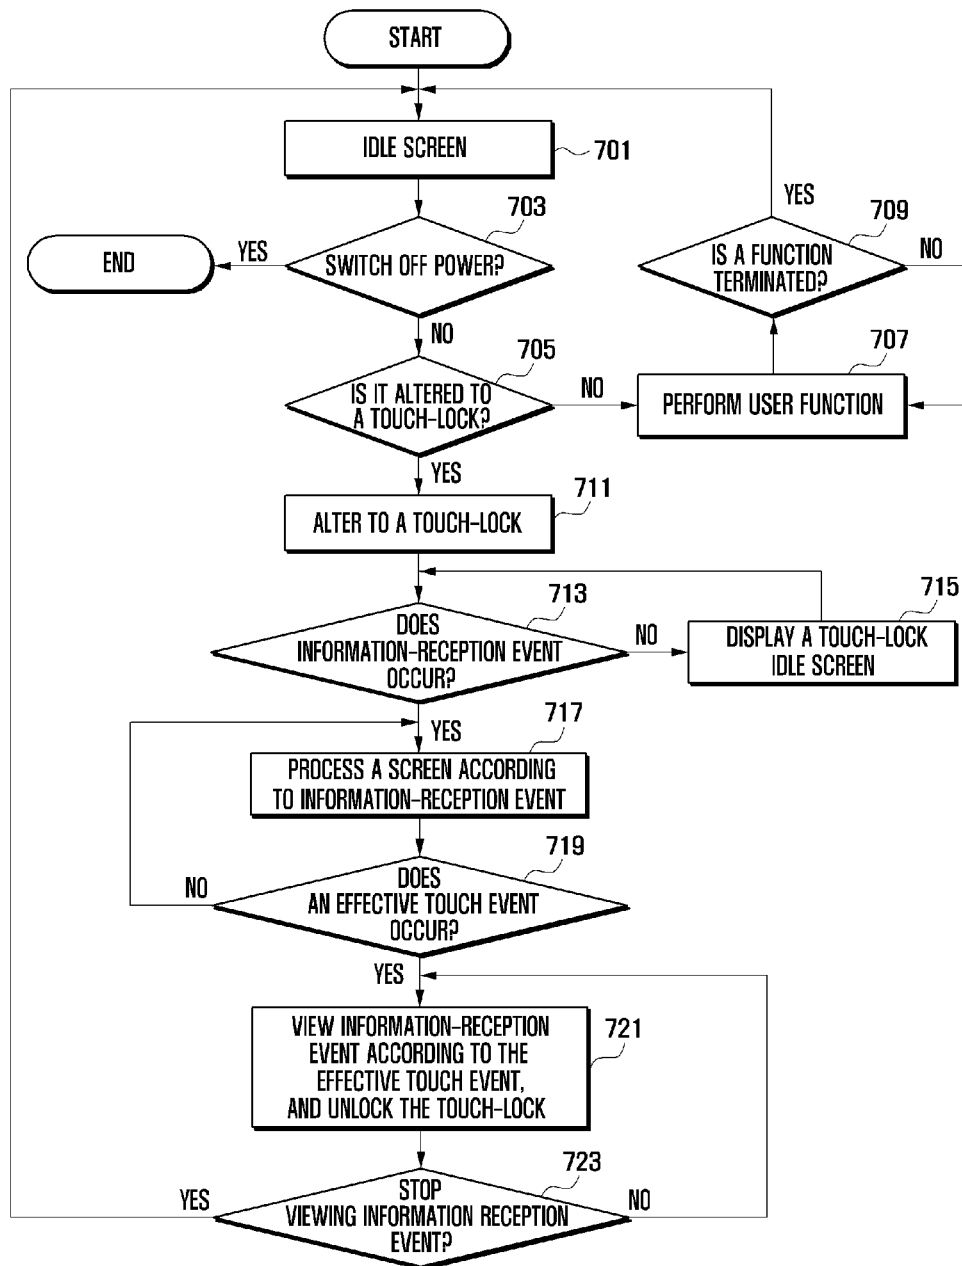 START
IDLE SCREEN
701
703
SWITCH OFF POWER?
YES
END
NO
709
IS A FUNCTION
TERMINATED?
YES
NO
705
IS IT ALTERED TO
A TOUCH-LOCK?
NO
707
PERFORM USER FUNCTION
YES
711
ALTER TO A TOUCH-LOCK
713
DOES
INFORMATION-RECEPTION EVENT
OCCUR?
NO
715
DISPLAY A TOUCH-LOCK
IDLE SCREEN
YES
717
PROCESS A SCREEN ACCORDING
TO INFORMATION-RECEPTION EVENT
719
DOES
AN EFFECTIVE TOUCH EVENT
OCCUR?
NO
YES
VIEW INFORMATION-RECEPTION
EVENT ACCORDING TO THE
EFFECTIVE TOUCH EVENT,
AND UNLOCK THE TOUCH-LOCK
721
723
STOP
VIEWING INFORMATION RECEPTION
EVENT?
YES
NO